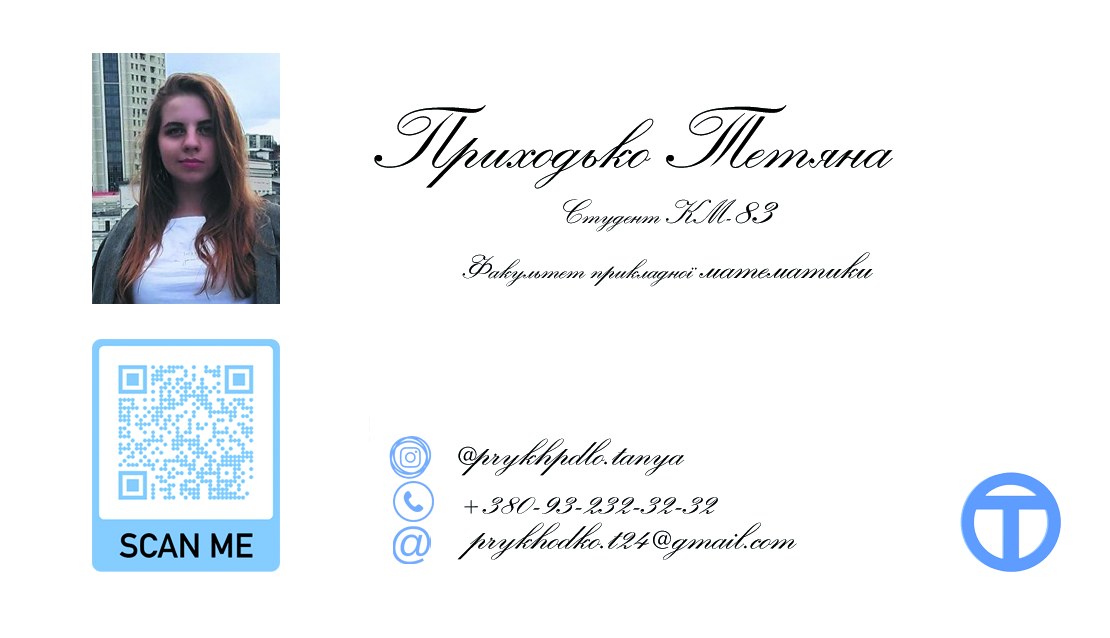 Приходько Тетяна
Студент КМ-83
Факультет прикладної математики
SCAN ME
@prykhpdlo.tanya
+380-93-232-32-32
@ prykhodko.t24@gmail.com
T